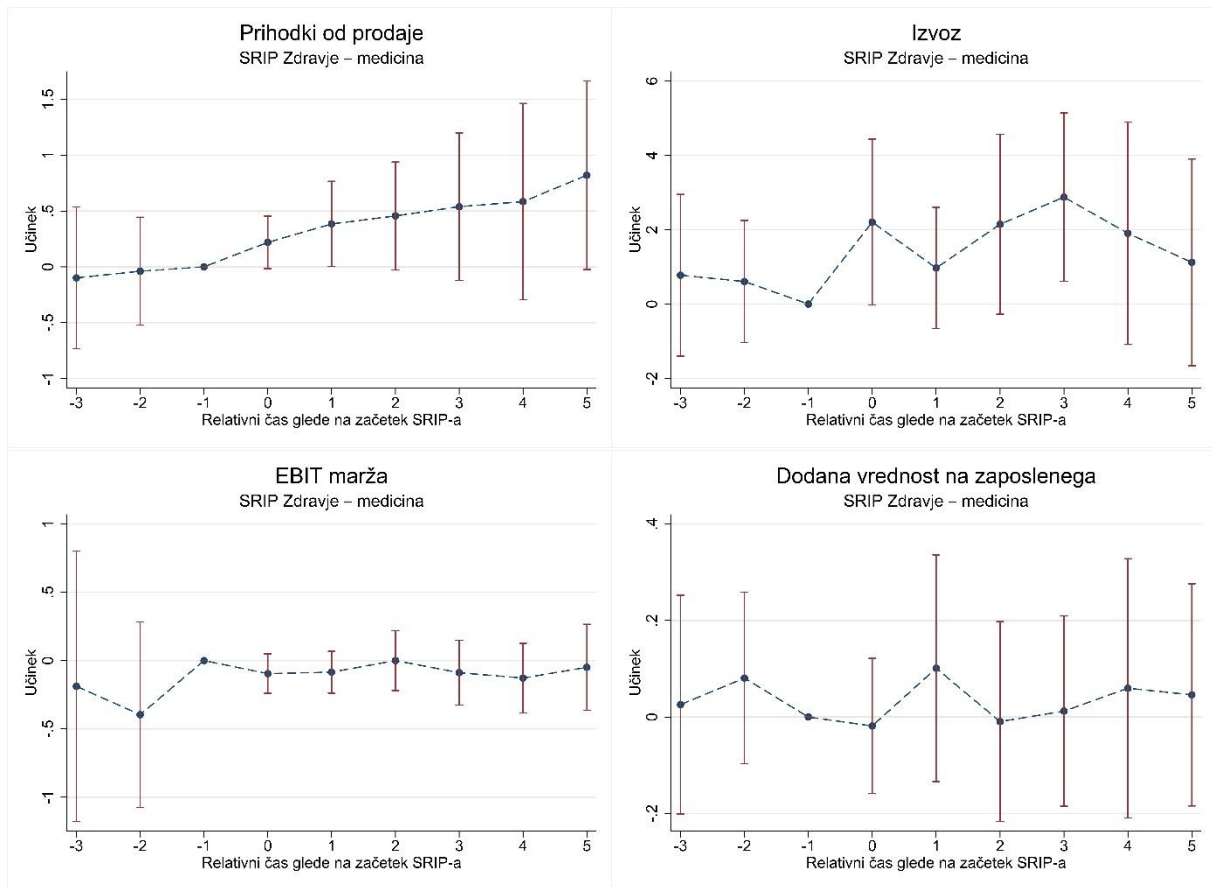 Prihodki od prodaje
SRIP Zdravje – medicina
Učinek
1.5
1
.5
0
-.5
-1
-3 -2 -1 0 1 2 3 4 5
Relativni čas glede na začetek SRIP-a
Izvoz
SRIP Zdravje – medicina
Učinek
6
4
2
0
-2
-3 -2 -1 0 1 2 3 4 5
Relativni čas glede na začetek SRIP-a
EBIT marža
SRIP Zdravje – medicina
Učinek
1
.5
0
-.5
-1
-3 -2 -1 0 1 2 3 4 5
Relativni čas glede na začetek SRIP-a
Dodana vrednost na zaposlenega
SRIP Zdravje – medicina
Učinek
.4
.2
0
-.2
-3 -2 -1 0 1 2 3 4 5
Relativni čas glede na začetek SRIP-a